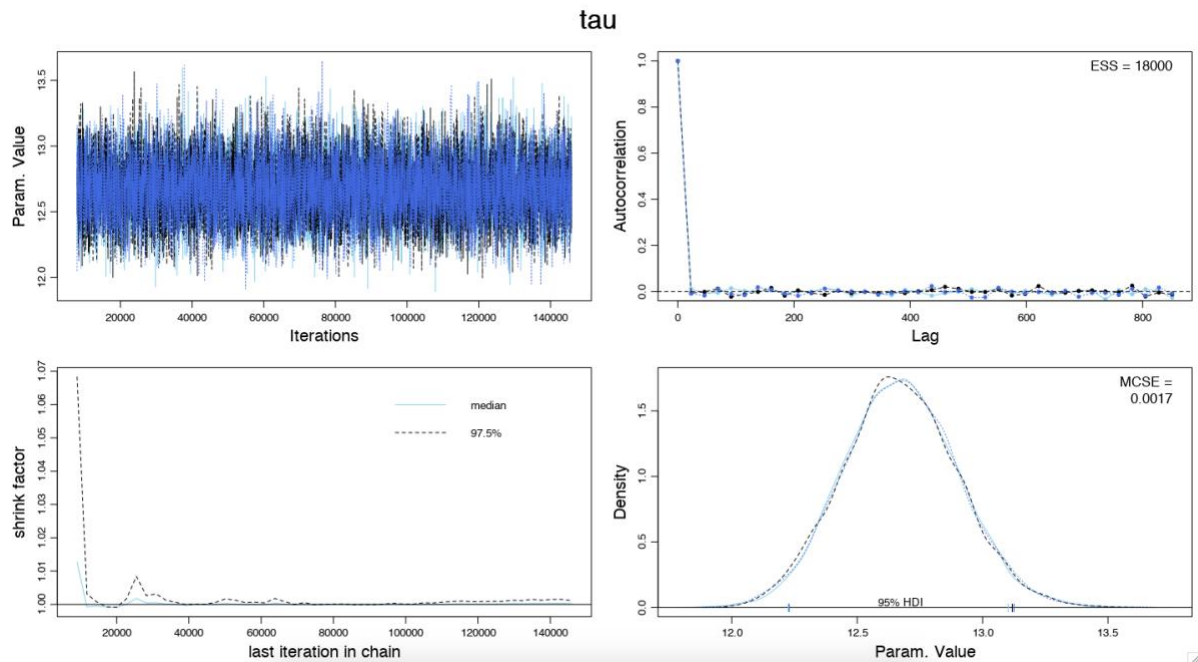 tau
Param. Value
13.5
13.0
12.5
12.0
20000 40000 60000 80000 100000 120000 140000
Iterations
ESS = 18000
Autocorrelation
1.0
0.8
0.6
0.4
0.2
0.0
0 200 400 600 800
Lag
shrink factor
1.07
1.06
1.05
1.04
1.03
1.02
1.01
1.00
median
97.5%
20000 40000 60000 80000 100000 120000 140000
last iteration in chain
MCSE =
0.0017
Density
1.5
1.0
0.5
0.0
95% HDI
12.0 12.5 13.0 13.5
Param. Value